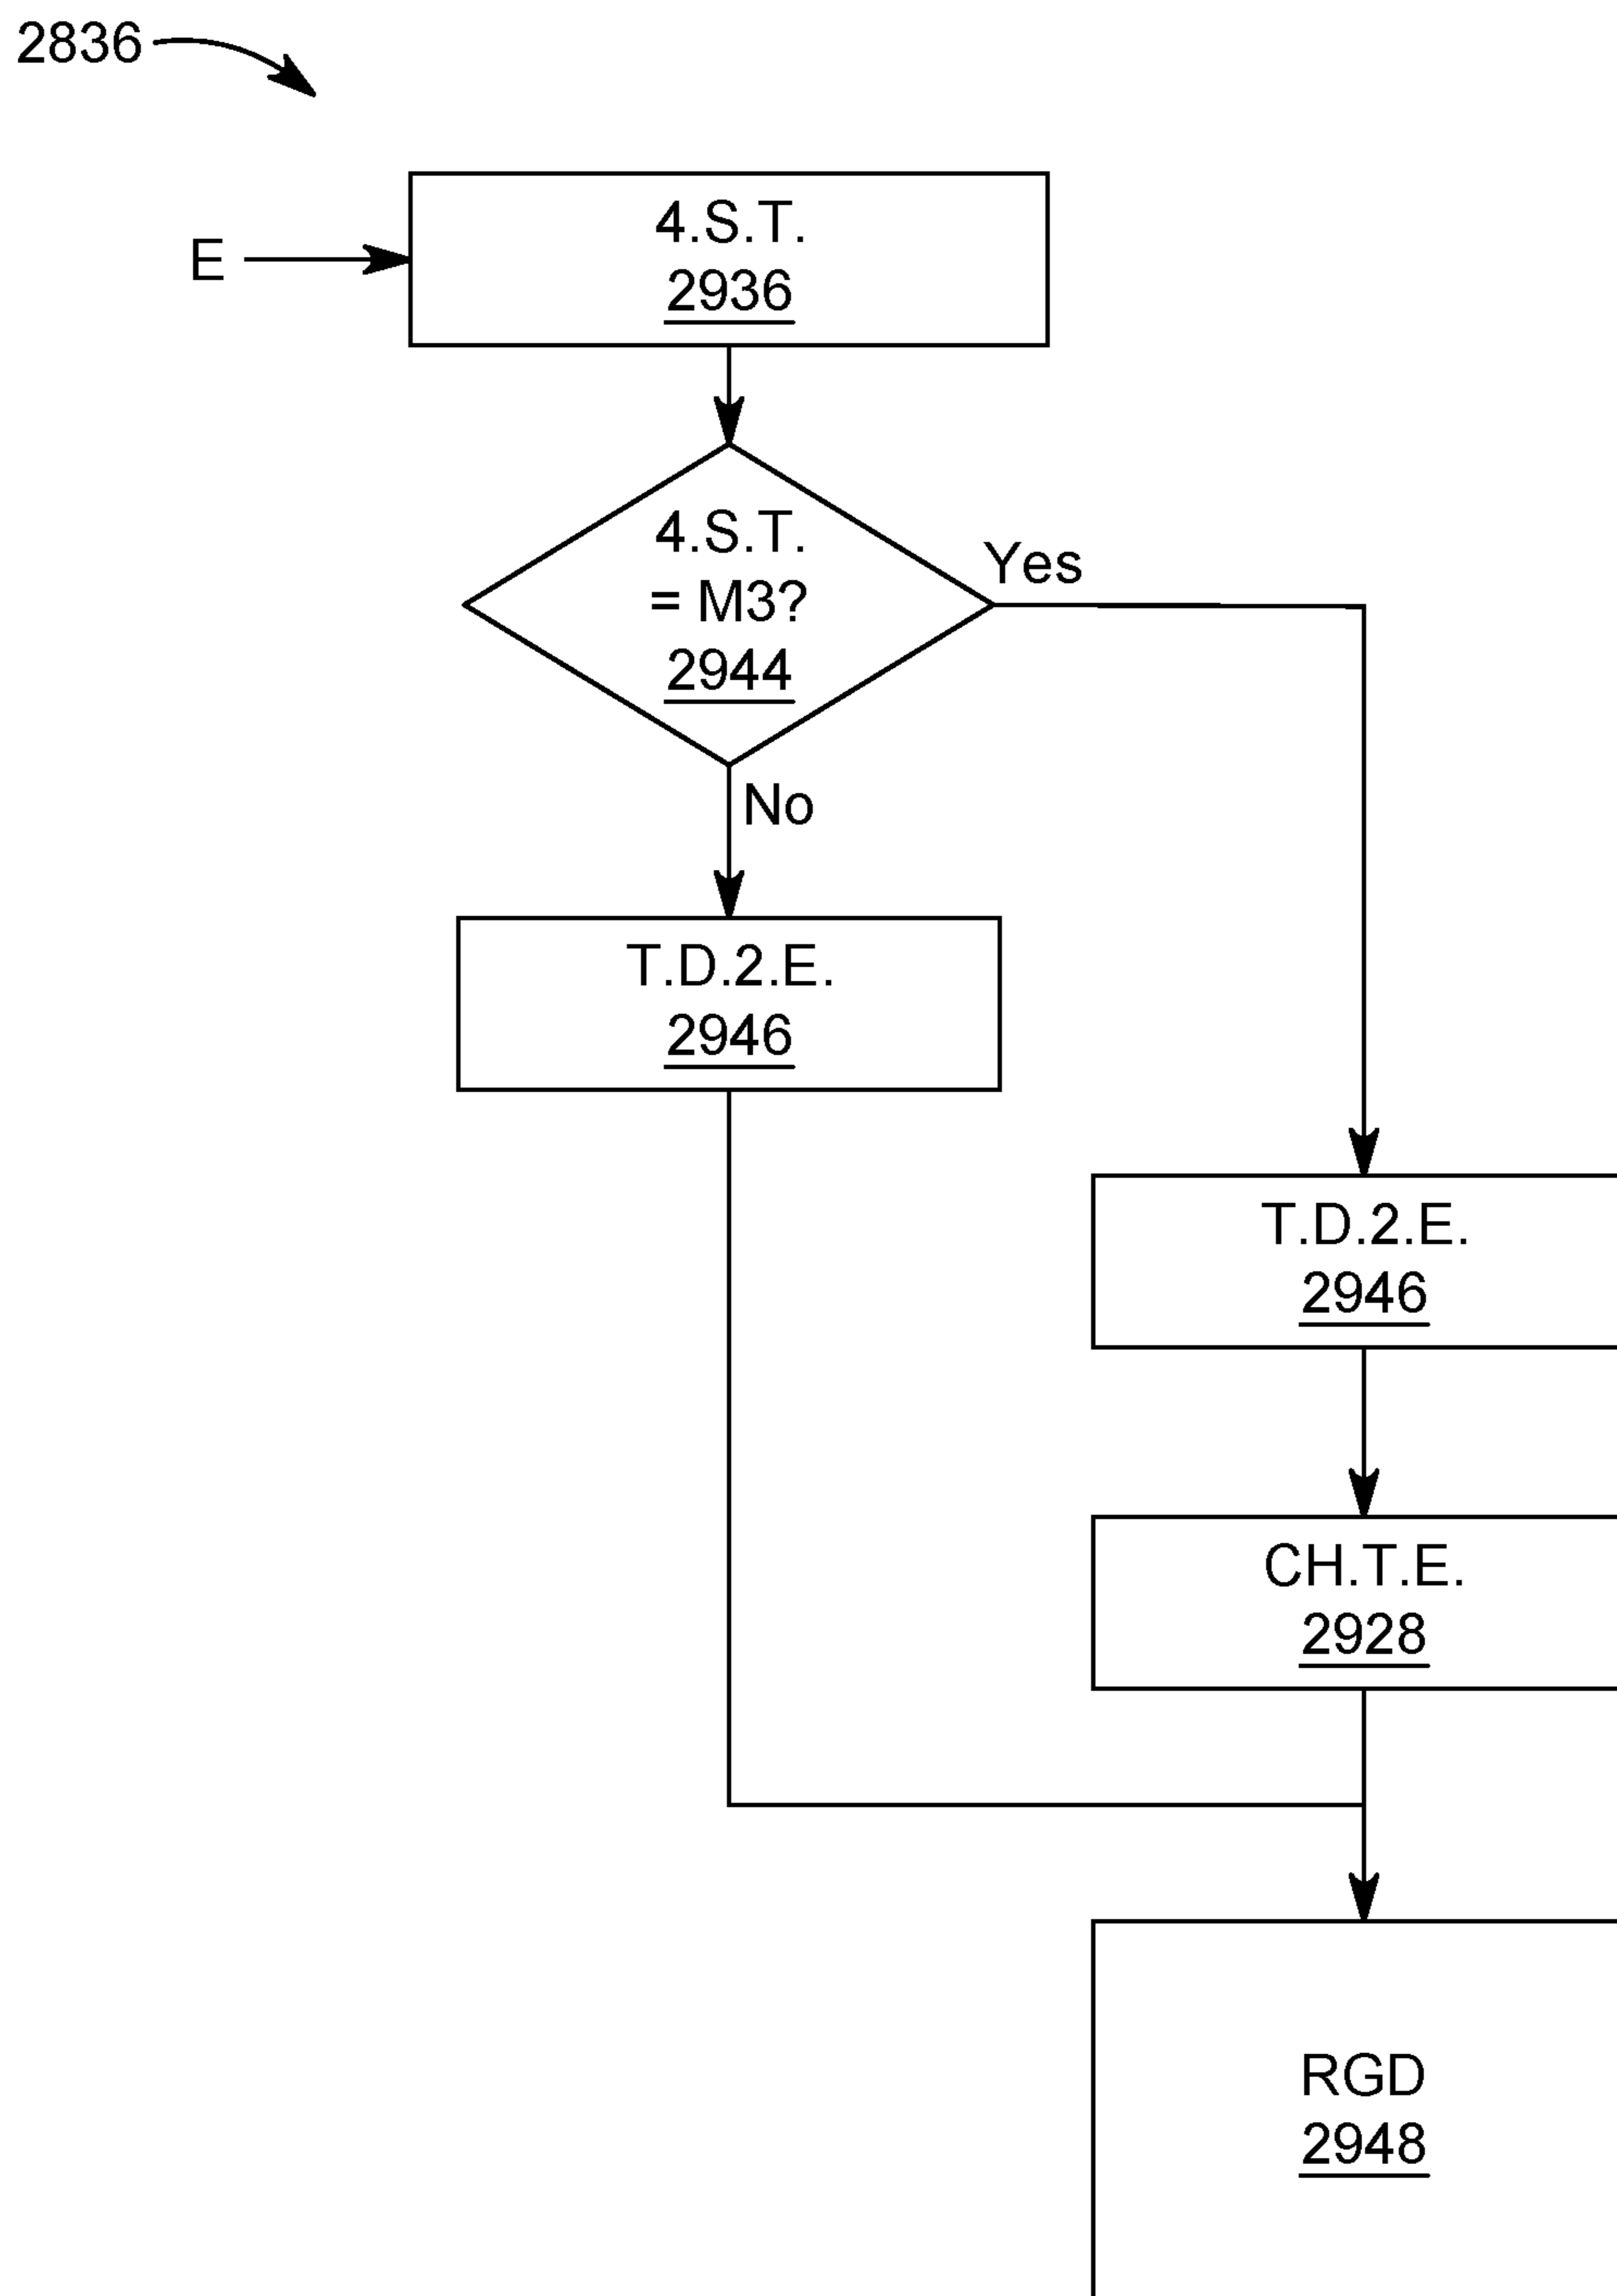 2836
E
4.S.T.
2936
4.S.T.
= M3?
2944
Yes
No
T.D.2.E.
2946
T.D.2.E.
2946
CH.T.E.
2928
RGD
2948